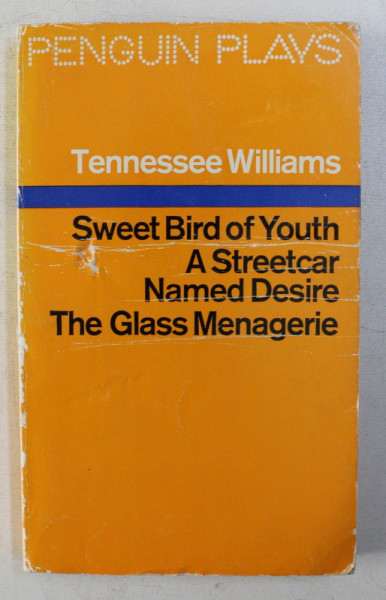 PENGUIN PLAYS
Tennessee Williams
Sweet Bird of Youth
A Streetcar
Named Desire
The Glass Menagerie